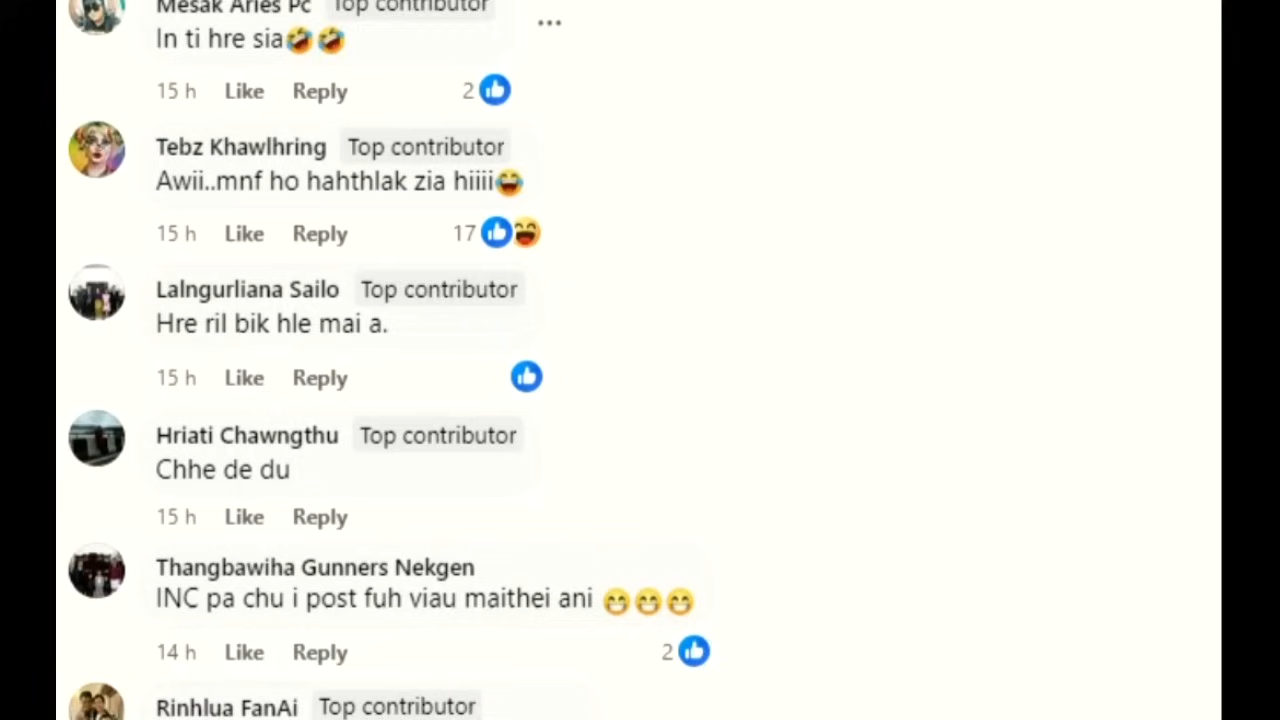 Mesak Aries Pc Top contributor
In ti hre sia🤣🤣
15 h Like Reply 2
Tebz Khawlhring Top contributor
Awii..mnf ho hahthlak zia hiiii😂
15 h Like Reply 17
Lalngurliana Sailo Top contributor
Hre ril bik hle mai a.
15 h Like Reply
Hriati Chawngthu Top contributor
Chhe de du
15 h Like Reply
Thangbawiha Gunners Nekgen
INC pa chu i post fuh viau maithei ani 😁😁😁
14 h Like Reply 2
Rinhlua FanAi Top contributor